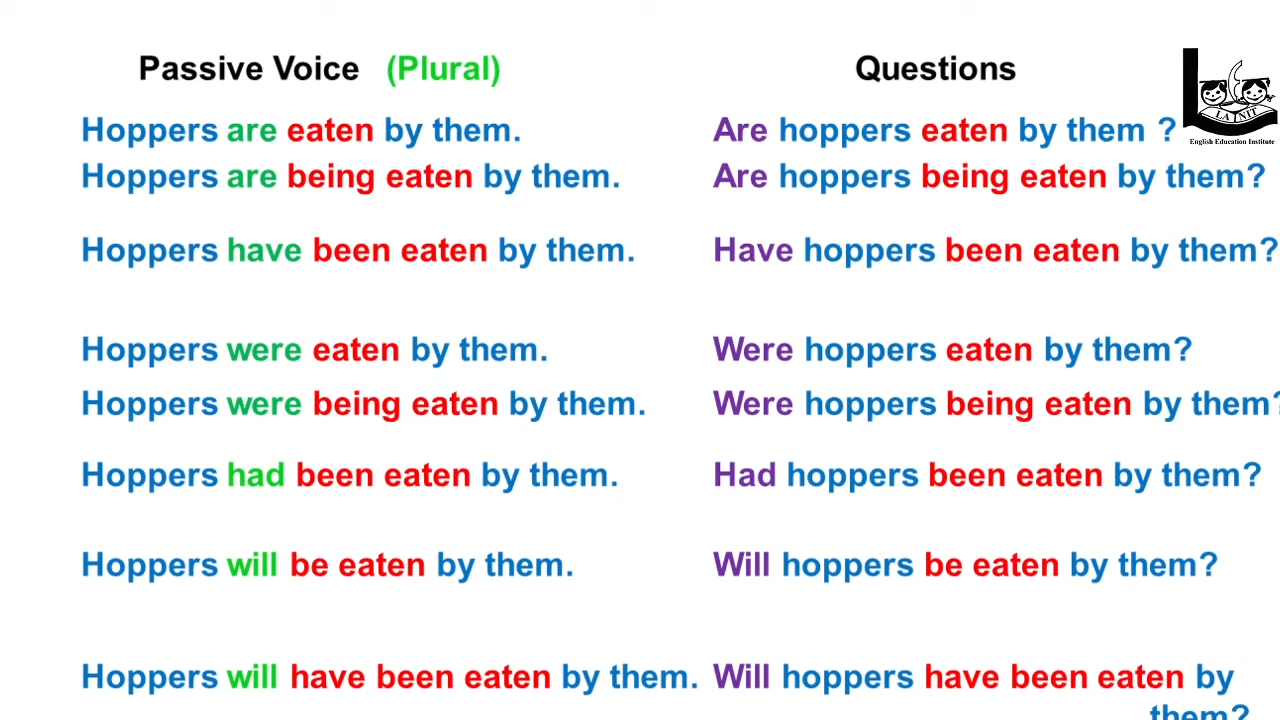 Passive Voice (Plural)
Questions
Hoppers are eaten by them.
Are hoppers eaten by them ?
Hoppers are being eaten by them.
Are hoppers being eaten by them?
Hoppers have been eaten by them.
Have hoppers been eaten by them?
Hoppers were eaten by them.
Were hoppers eaten by them?
Hoppers were being eaten by them.
Were hoppers being eaten by them?
Hoppers had been eaten by them.
Had hoppers been eaten by them?
Hoppers will be eaten by them.
Will hoppers be eaten by them?
Hoppers will have been eaten by them.
Will hoppers have been eaten by
them?
LA NIT
English Education Institute